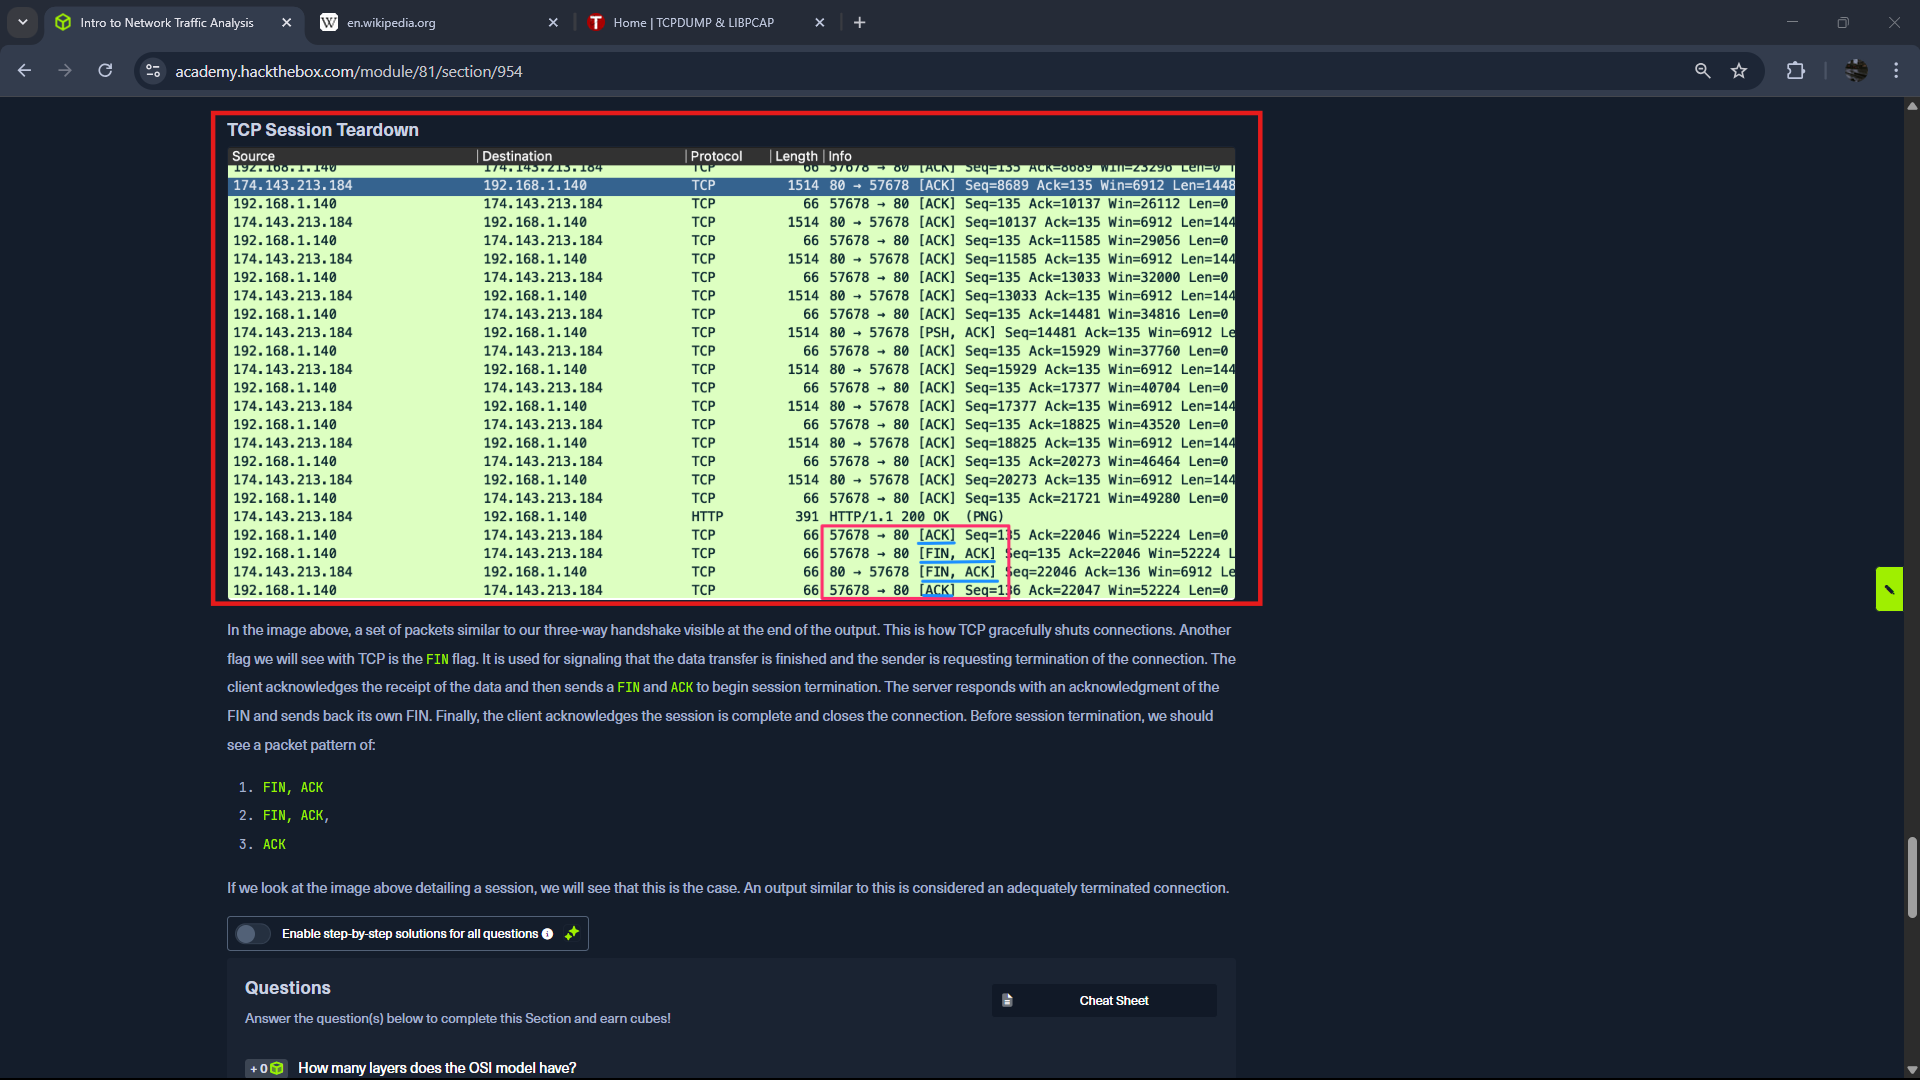 Intro to Network Traffic Analysis
en.wikipedia.org
Home | TCPDUMP & LIBPCAP
academy.hackthebox.com/module/81/section/954
TCP Session Teardown
Source Destination Protocol Length Info
192.168.1.140 174.143.213.184 TCP 66 57678 → 80 [ACK] Seq=135 Ack=8689 Win=23296 Len=0
174.143.213.184 192.168.1.140 TCP 1514 80 → 57678 [ACK] Seq=8689 Ack=135 Win=6912 Len=1448
192.168.1.140 174.143.213.184 TCP 66 57678 → 80 [ACK] Seq=135 Ack=10137 Win=26112 Len=0
174.143.213.184 192.168.1.140 TCP 1514 80 → 57678 [ACK] Seq=10137 Ack=135 Win=6912 Len=144
192.168.1.140 174.143.213.184 TCP 66 57678 → 80 [ACK] Seq=135 Ack=11585 Win=29056 Len=0
174.143.213.184 192.168.1.140 TCP 1514 80 → 57678 [ACK] Seq=11585 Ack=135 Win=6912 Len=144
192.168.1.140 174.143.213.184 TCP 66 57678 → 80 [ACK] Seq=135 Ack=13033 Win=32000 Len=0
174.143.213.184 192.168.1.140 TCP 1514 80 → 57678 [ACK] Seq=13033 Ack=135 Win=6912 Len=144
192.168.1.140 174.143.213.184 TCP 66 57678 → 80 [ACK] Seq=135 Ack=14481 Win=34816 Len=0
174.143.213.184 192.168.1.140 TCP 1514 80 → 57678 [PSH, ACK] Seq=14481 Ack=135 Win=6912 Le
192.168.1.140 174.143.213.184 TCP 66 57678 → 80 [ACK] Seq=135 Ack=15929 Win=37760 Len=0
174.143.213.184 192.168.1.140 TCP 1514 80 → 57678 [ACK] Seq=15929 Ack=135 Win=6912 Len=144
192.168.1.140 174.143.213.184 TCP 66 57678 → 80 [ACK] Seq=135 Ack=17377 Win=40704 Len=0
174.143.213.184 192.168.1.140 TCP 1514 80 → 57678 [ACK] Seq=17377 Ack=135 Win=6912 Len=144
192.168.1.140 174.143.213.184 TCP 66 57678 → 80 [ACK] Seq=135 Ack=18825 Win=43520 Len=0
174.143.213.184 192.168.1.140 TCP 1514 80 → 57678 [ACK] Seq=18825 Ack=135 Win=6912 Len=144
192.168.1.140 174.143.213.184 TCP 66 57678 → 80 [ACK] Seq=135 Ack=20273 Win=46464 Len=0
174.143.213.184 192.168.1.140 TCP 1514 80 → 57678 [ACK] Seq=20273 Ack=135 Win=6912 Len=144
192.168.1.140 174.143.213.184 TCP 66 57678 → 80 [ACK] Seq=135 Ack=21721 Win=49280 Len=0
174.143.213.184 192.168.1.140 HTTP 391 HTTP/1.1 200 OK (PNG)
192.168.1.140 174.143.213.184 TCP 66 57678 → 80 [ACK] Seq=135 Ack=22046 Win=52224 Len=0
192.168.1.140 174.143.213.184 TCP 66 57678 → 80 [FIN, ACK] Seq=135 Ack=22046 Win=52224 L
174.143.213.184 192.168.1.140 TCP 66 80 → 57678 [FIN, ACK] Seq=22046 Ack=136 Win=6912 Le
192.168.1.140 174.143.213.184 TCP 66 57678 → 80 [ACK] Seq=136 Ack=22047 Win=52224 Len=0
In the image above, a set of packets similar to our three-way handshake visible at the end of the output. This is how TCP gracefully shuts connections. Another
flag we will see with TCP is the FIN flag. It is used for signaling that the data transfer is finished and the sender is requesting termination of the connection. The
client acknowledges the receipt of the data and then sends a FIN and ACK to begin session termination. The server responds with an acknowledgment of the
FIN and sends back its own FIN. Finally, the client acknowledges the session is complete and closes the connection. Before session termination, we should
see a packet pattern of:
1. FIN, ACK
2. FIN, ACK,
3. ACK
If we look at the image above detailing a session, we will see that this is the case. An output similar to this is considered an adequately terminated connection.
Enable step-by-step solutions for all questions
Questions
Cheat Sheet
Answer the question(s) below to complete this Section and earn cubes!
+ 0 How many layers does the OSI model have?